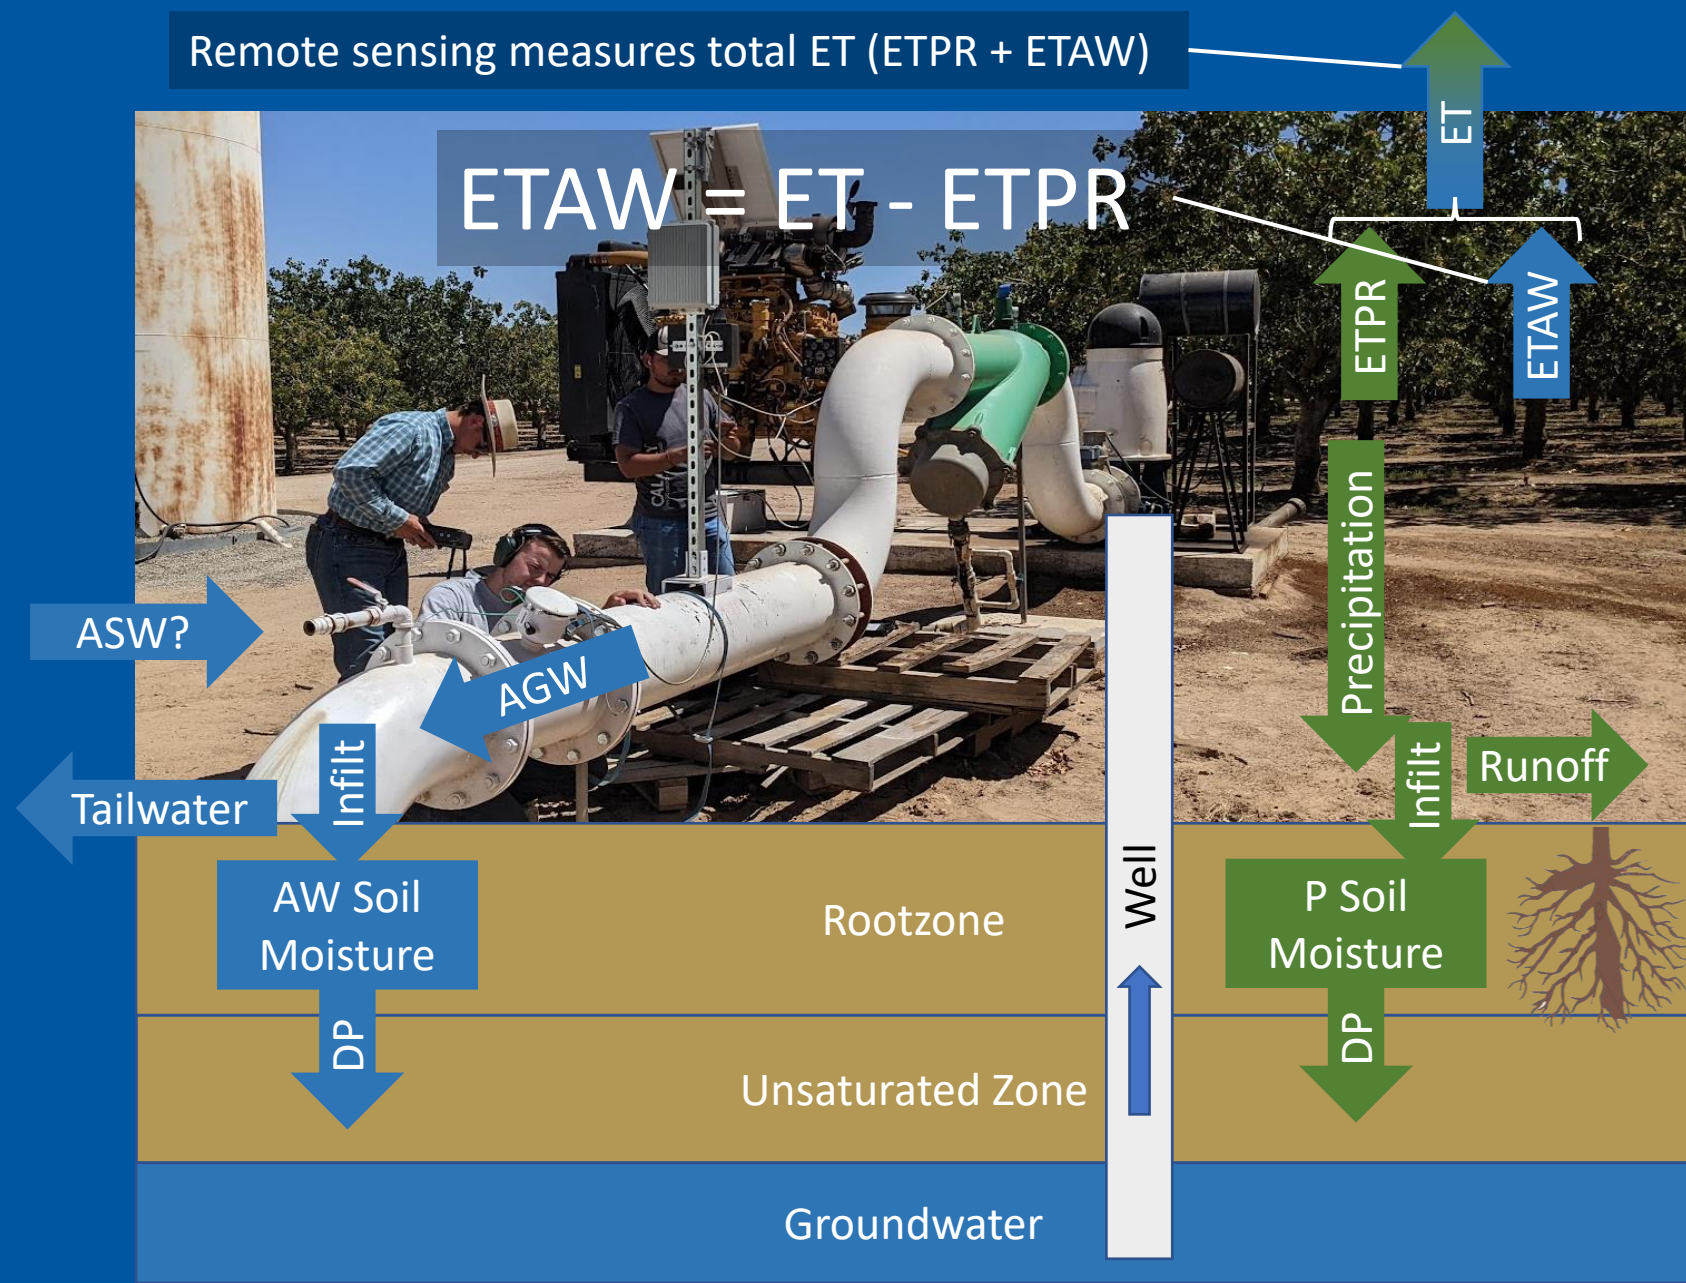 Remote sensing measures total ET (ETPR + ETAW)
ET
ETAW = ET - ETPR
ETPR
ETAW
Precipitation
ASW?
AGW
Infilt
Tailwater
Infilt
Runoff
AW Soil
Moisture
Rootzone
Well
P Soil
Moisture
DP
DP
Unsaturated Zone
Groundwater
CAT